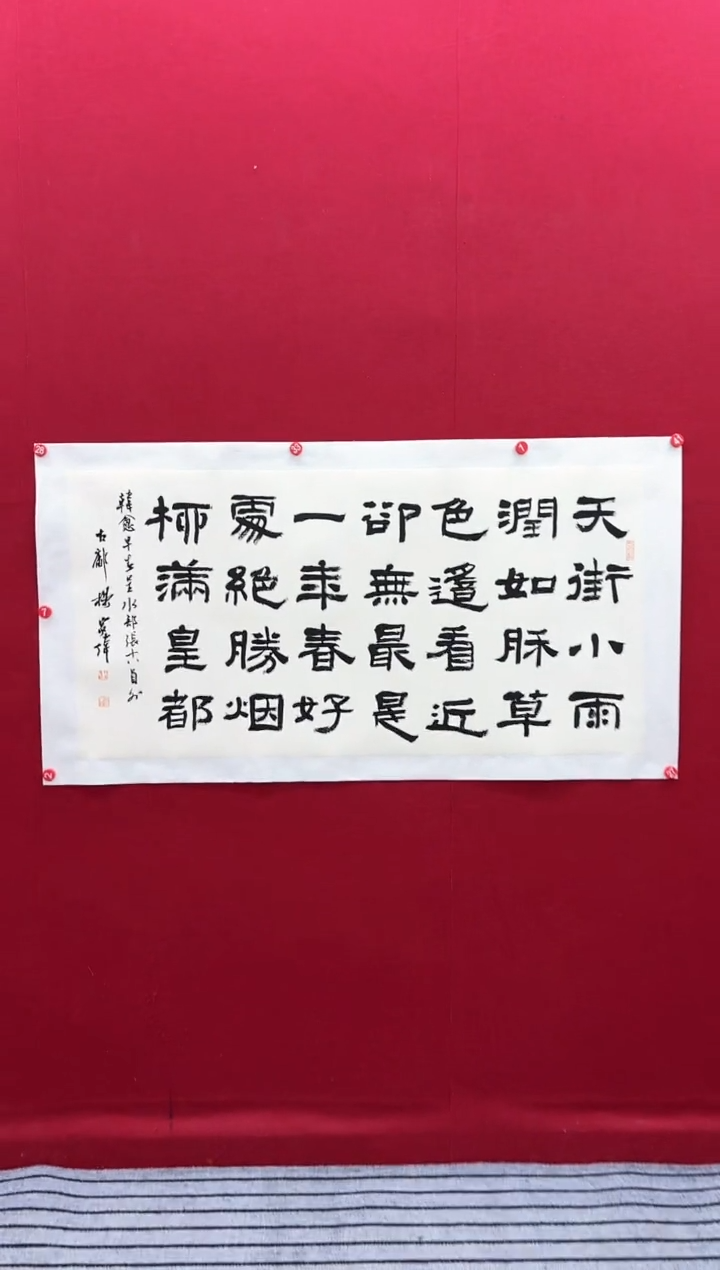 天街小雨
潤如酥草
色遙看近
卻無最是
一年春好
處絕勝烟
柳滿皇都
韓愈早春呈水部張十八員外